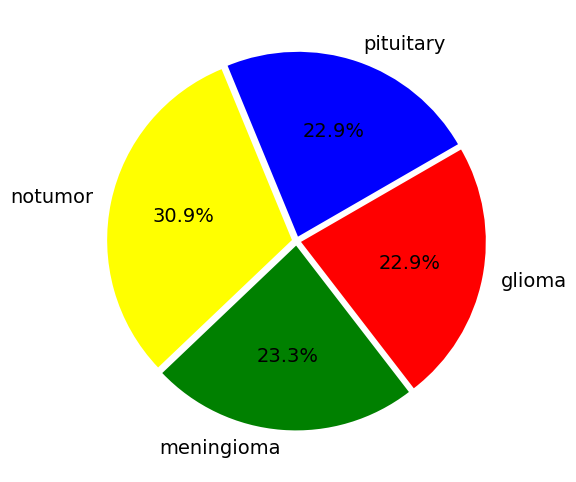 pituitary
22.9%
notumor
30.9%
22.9%
glioma
23.3%
meningioma